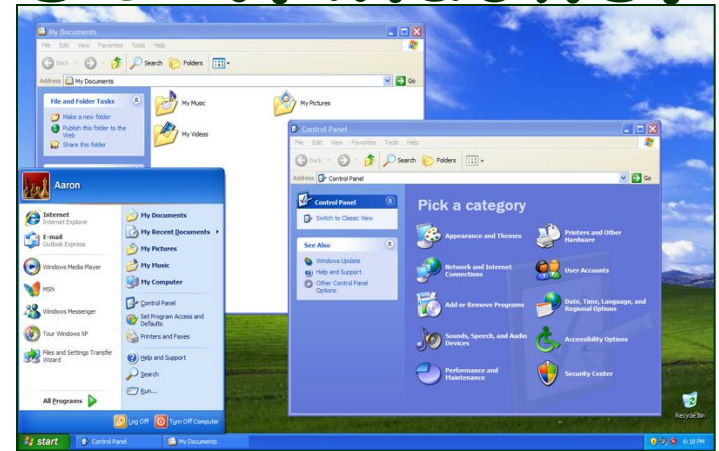 My Documents
File Edit View Favorites Tools Help
Back Search Folders
Address My Documents Go
File and Folder Tasks
Make a new folder
Publish this folder to the Web
Share this folder
My Music
My Pictures
My Videos
Control Panel
File Edit View Favorites Tools Help
Back Search Folders
Address Control Panel Go
Control Panel
Switch to Classic View
See Also
Windows Update
Help and Support
Other Control Panel Options
Pick a category
Appearance and Themes
Printers and Other Hardware
Network and Internet Connections
User Accounts
Add or Remove Programs
Date, Time, Language, and Regional Options
Sounds, Speech, and Audio Devices
Accessibility Options
Performance and Maintenance
Security Center
Aaron
Internet
Internet Explorer
E-mail
Outlook Express
Windows Media Player
MSN
Windows Messenger
Tour Windows XP
Files and Settings Transfer Wizard
All Programs
My Documents
My Recent Documents
My Pictures
My Music
My Computer
Control Panel
Set Program Access and Defaults
Printers and Faxes
Help and Support
Search
Run...
Log Off Turn Off Computer
Recycle Bin
start Control Panel My Documents 6:18 PM